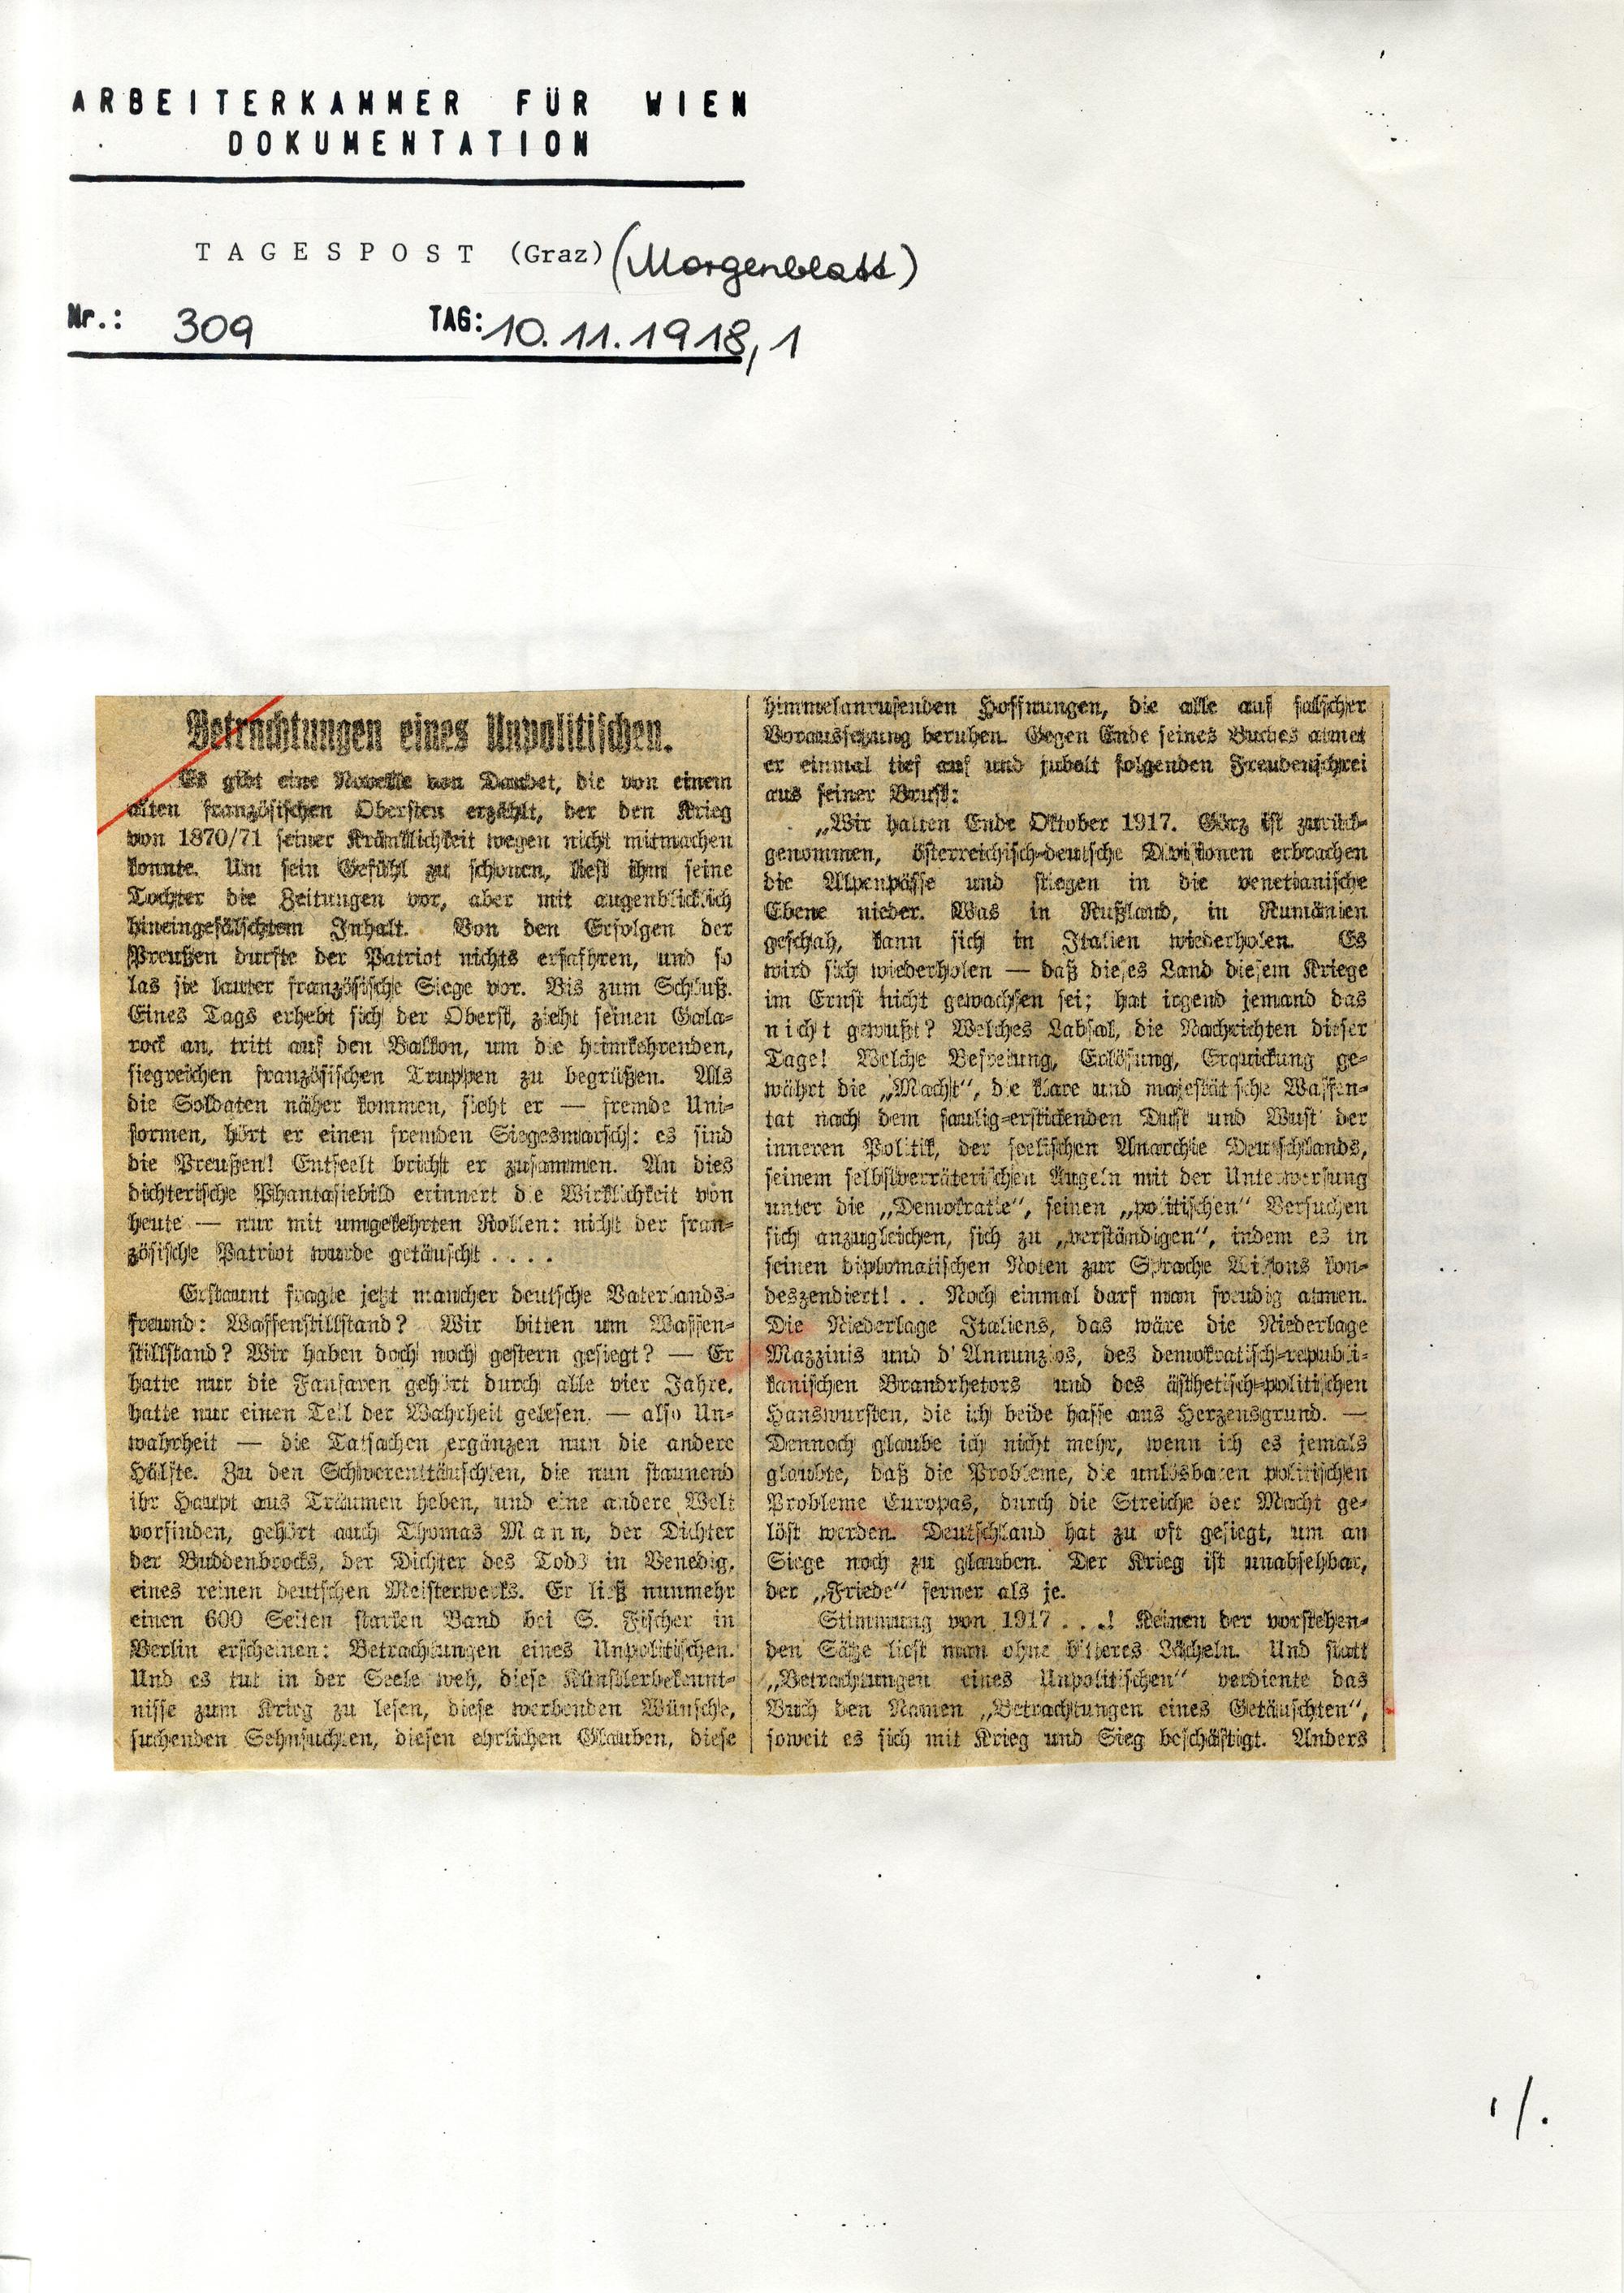 ARBEITERKAMMER FÜR WIEN
DOKUMENTATION
TAGESPOST (Graz) (Morgenblatt)
Nr.: 309 TAG: 10.11.1918, 1
Betrachtungen eines Unpolitischen.
Es gibt eine Novelle von Daudet, die von einem
alten französischen Obersten erzählt, der den Krieg
von 1870/71 seiner Kränklichkeit wegen nicht mitmachen
konnte. Um sein Gefühl zu schonen, liest ihm seine
Tochter die Zeitungen vor, aber mit augenblicklich
hineingefälschtem Inhalt. Von den Erfolgen der
Preußen durfte der Patriot nichts erfahren, und so
las sie lauter französische Siege vor. Bis zum Schluß.
Eines Tags erhebt sich der Oberst, zieht seinen Gala-
rock an, tritt auf den Balkon, um die heimkehrenden,
siegreichen französischen Truppen zu begrüßen. Als
die Soldaten näher kommen, sieht er — fremde Uni-
formen, hört er einen fremden Siegesmarsch: es sind
die Preußen! Entseelt bricht er zusammen. An dies
dichterische Phantasiebild erinnert die Wirklichkeit von
heute — nur mit umgekehrten Rollen: nicht der fran-
zösische Patriot wurde getäuscht . . . .
Erstaunt fragte jetzt mancher deutsche Vaterlands-
freund: Waffenstillstand? Wir bitten um Waffen-
stillstand? Wir haben doch noch gestern gesiegt? — Er
hatte nur die Fanfaren gehört durch alle vier Jahre,
hatte nur einen Teil der Wahrheit gelesen, — also Un-
wahrheit — die Tatsachen ergänzen nun die andere
Hälfte. Zu den Schwerenttäuschten, die nun staunend
ihr Haupt aus Träumen heben, und eine andere Welt
vorfinden, gehört auch Thomas Mann, der Dichter
der Buddenbrocks, der Dichter des Tods in Venedig,
eines reinen deutschen Meisterwerks. Er ließ nunmehr
einen 600 Seiten starken Band bei S. Fischer in
Berlin erscheinen: Betrachtungen eines Unpolitischen.
Und es tut in der Seele weh, diese Künstlerbekennt-
nisse zum Krieg zu lesen, diese werbenden Wünsche,
suchenden Sehnsuchten, diesen ehrlichen Glauben, diese
himmelanrufenden Hoffnungen, die alle auf falscher
Voraussetzung beruhen. Gegen Ende seines Buches atmet
er einmal tief auf und jubelt folgenden Freudenschrei
aus seiner Brust:
„Wir halten Ende Oktober 1917. Görz ist zurück-
genommen, österreichisch-deutsche Divisionen erbrachen
die Alpenpässe und stiegen in die venetianische
Ebene nieder. Was in Rußland, in Rumänien
geschah, kann sich in Italien wiederholen. Es
wird sich wiederholen — daß dieses Land diesem Kriege
im Ernst nicht gewachsen sei; hat irgend jemand das
nicht gewußt? Welches Labsal, die Nachrichten dieser
Tage! Welche Befreiung, Erlösung, Erquickung ge-
währt die „Macht“, die klare und majestätische Waffen-
tat nach dem faulig-erstickenden Dust und Wust der
inneren Politik, der seelischen Anarchie Deutschlands,
seinem selbstverräterischen Äugeln mit der Unterwerfung
unter die „Demokratie“, seinen „politischen“ Versuchen
sich anzugleichen, sich zu „verständigen“, indem es in
seinen diplomatischen Noten zur Sprache Wilsons kon-
deszendiert! . . Noch einmal darf man freudig atmen.
Die Niederlage Italiens, das wäre die Niederlage
Mazzinis und d'Annunzios, des demokratisch-republi-
kanischen Brandrhetors und des ästhetisch-politischen
Hanswursten, die ich beide hasse aus Herzensgrund. —
Dennoch glaube ich nicht mehr, wenn ich es jemals
glaubte, daß die Probleme, die unlösbaren politischen
Probleme Europas, durch die Streiche der Macht ge-
löst werden. Deutschland hat zu oft gesiegt, um an
Siege noch zu glauben. Der Krieg ist unabsehbar,
der „Friede“ ferner als je.
Stimmung von 1917 . . .! Keinen der vorstehen-
den Sätze liest man ohne bitteres Lächeln. Und statt
„Betrachtungen eines Unpolitischen“ verdiente das
Buch den Namen „Betrachtungen eines Getäuschten“,
soweit es sich mit Krieg und Sieg beschäftigt. Anders
./.